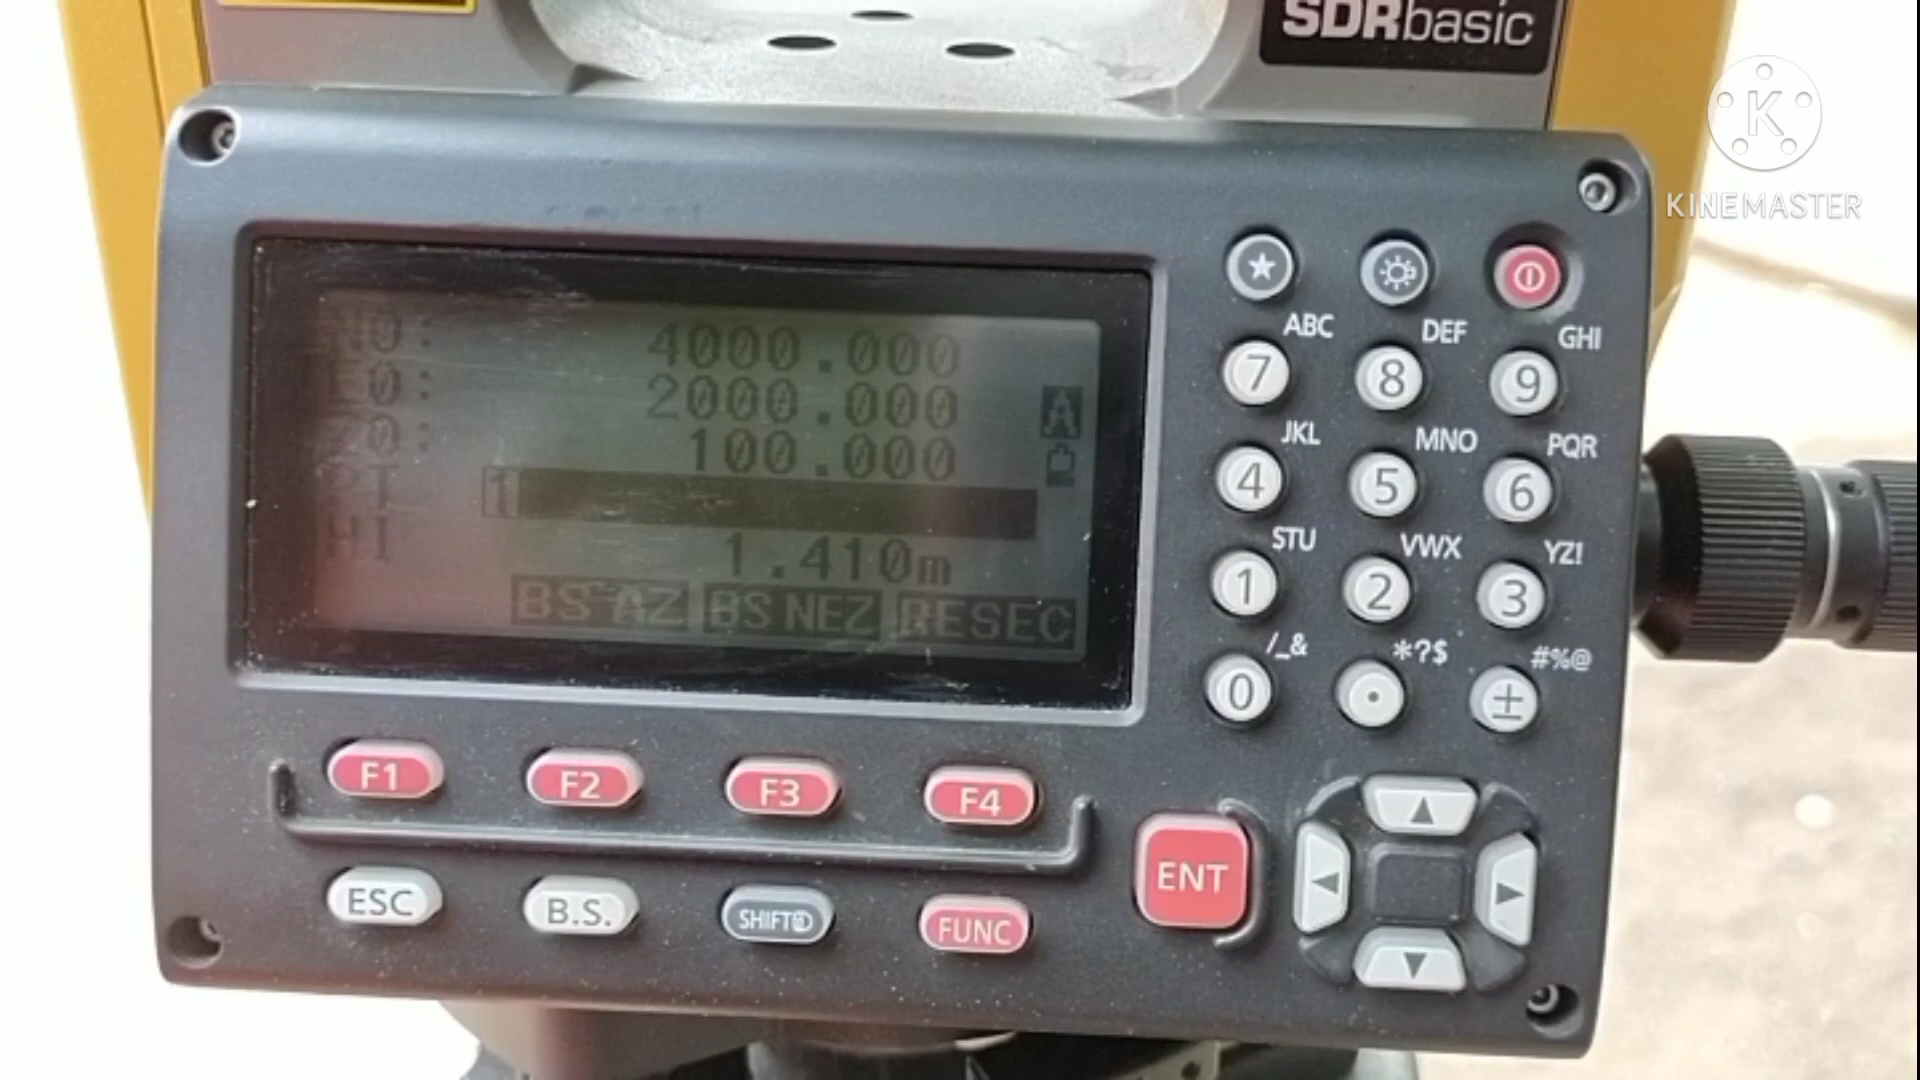 SDRbasic
K
KINEMASTER
N0: 4000.000
E0: 2000.000
Z0: 100.000
A
PT 1
HI 1.410m
BS AZ BS NEZ RESEC
ABC DEF GHI
7 8 9
JKL MNO PQR
4 5 6
STU VWX YZ!
1 2 3
/_& *?$ #%@
0 . ±
F1 F2 F3 F4
ESC B.S. SHIFT FUNC
ENT